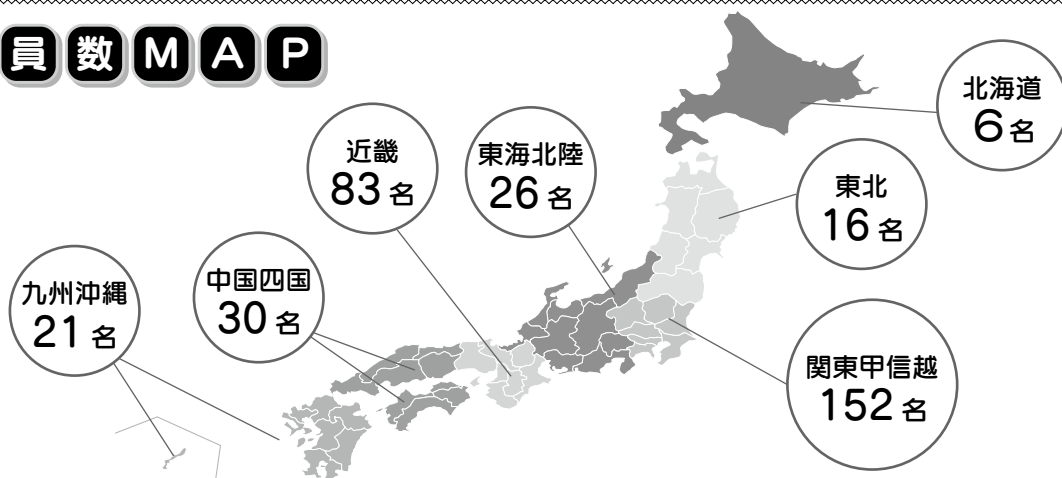 員数MAP
北海道
6名
近畿
83名
東海北陸
26名
東北
16名
中国四国
30名
九州沖縄
21名
関東甲信越
152名